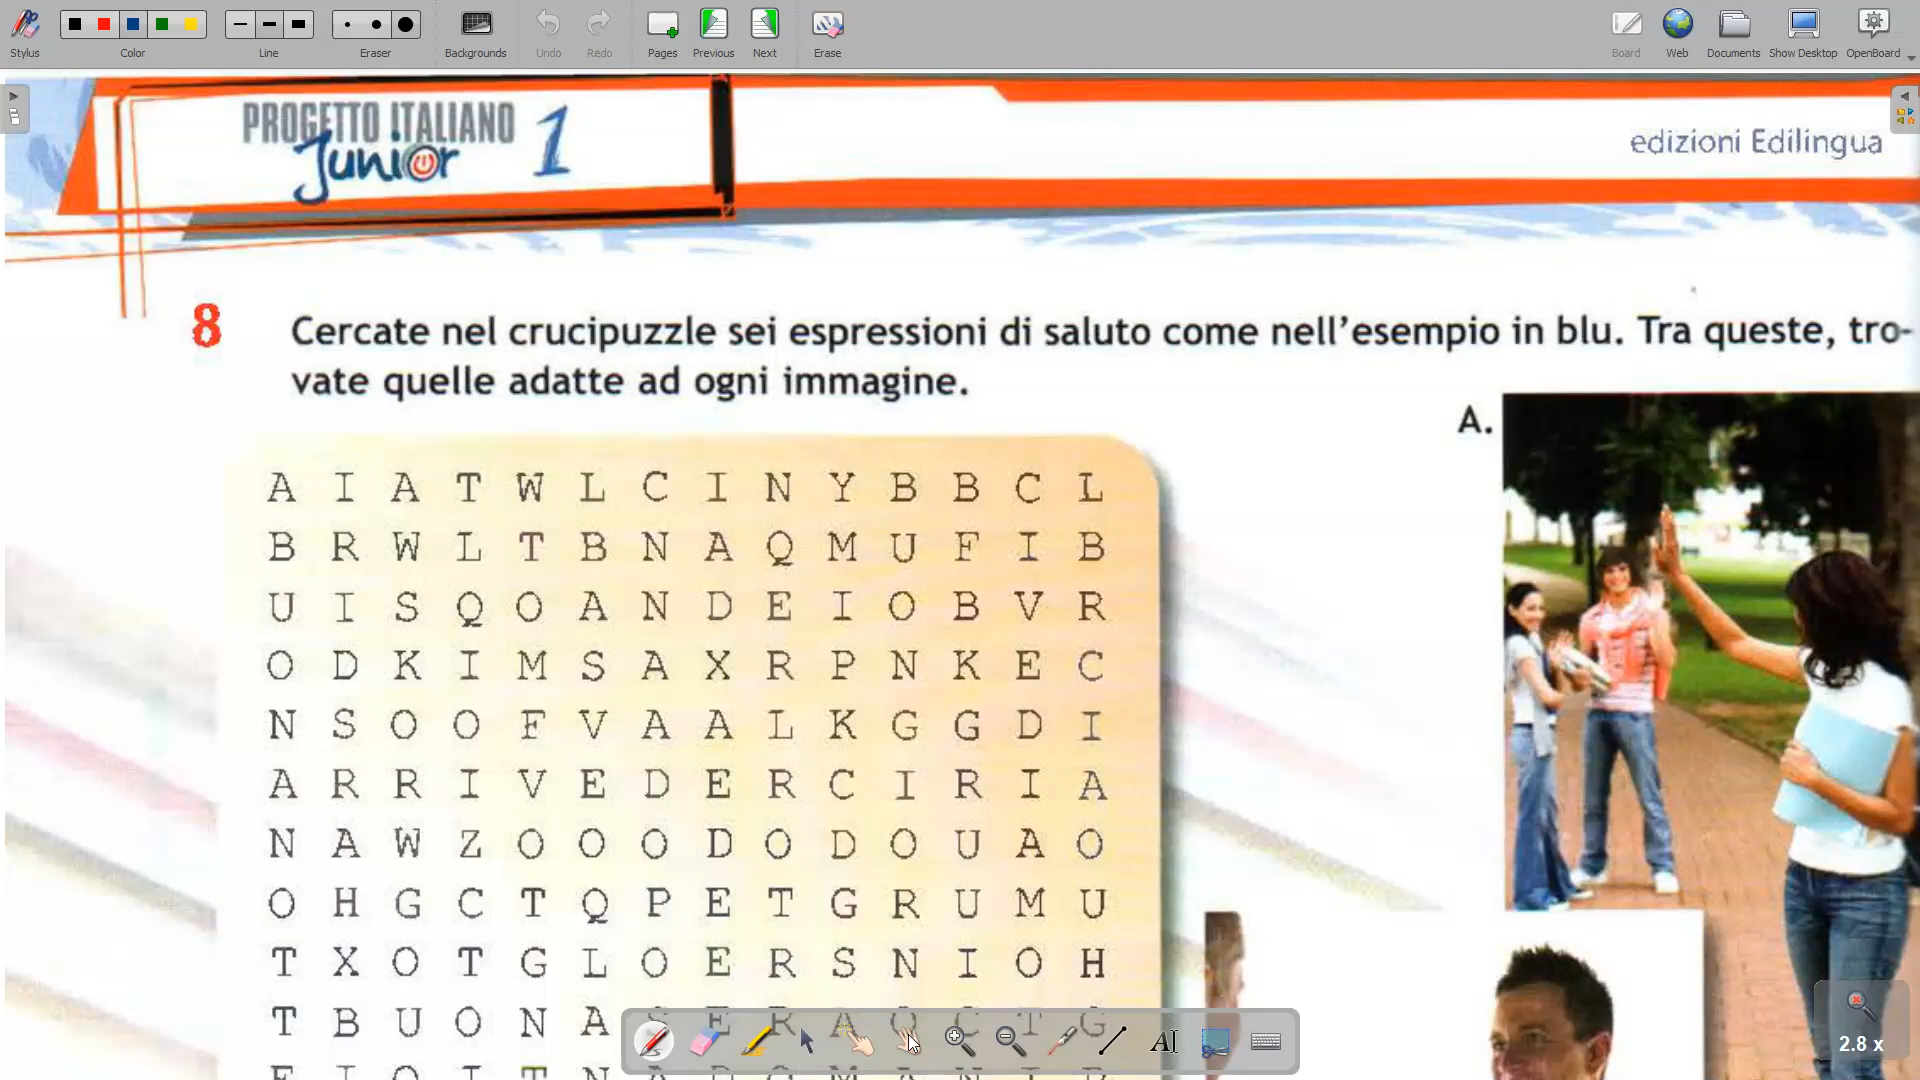 Stylus
Color
Line
Eraser
Backgrounds
Undo
Redo
Pages
Previous
Next
Erase
Board
Web
Documents
Show Desktop
OpenBoard
PROGETTO ITALIANO
Junior 1
edizioni Edilingua
8 Cercate nel crucipuzzle sei espressioni di saluto come nell'esempio in blu. Tra queste, tro-
vate quelle adatte ad ogni immagine.
A.
A I A T W L C I N Y B B C L
B R W L T B N A Q M U F I B
U I S Q O A N D E I O B V R
O D K I M S A X R P N K E C
N S O O F V A A L K G G D I
A R R I V E D E R C I R I A
N A W Z O O O D O D O U A O
O H G C T Q P E T G R U M U
T X O T G L O E R S N I O H
T B U O N A S E R A Q C T G
2.8 x